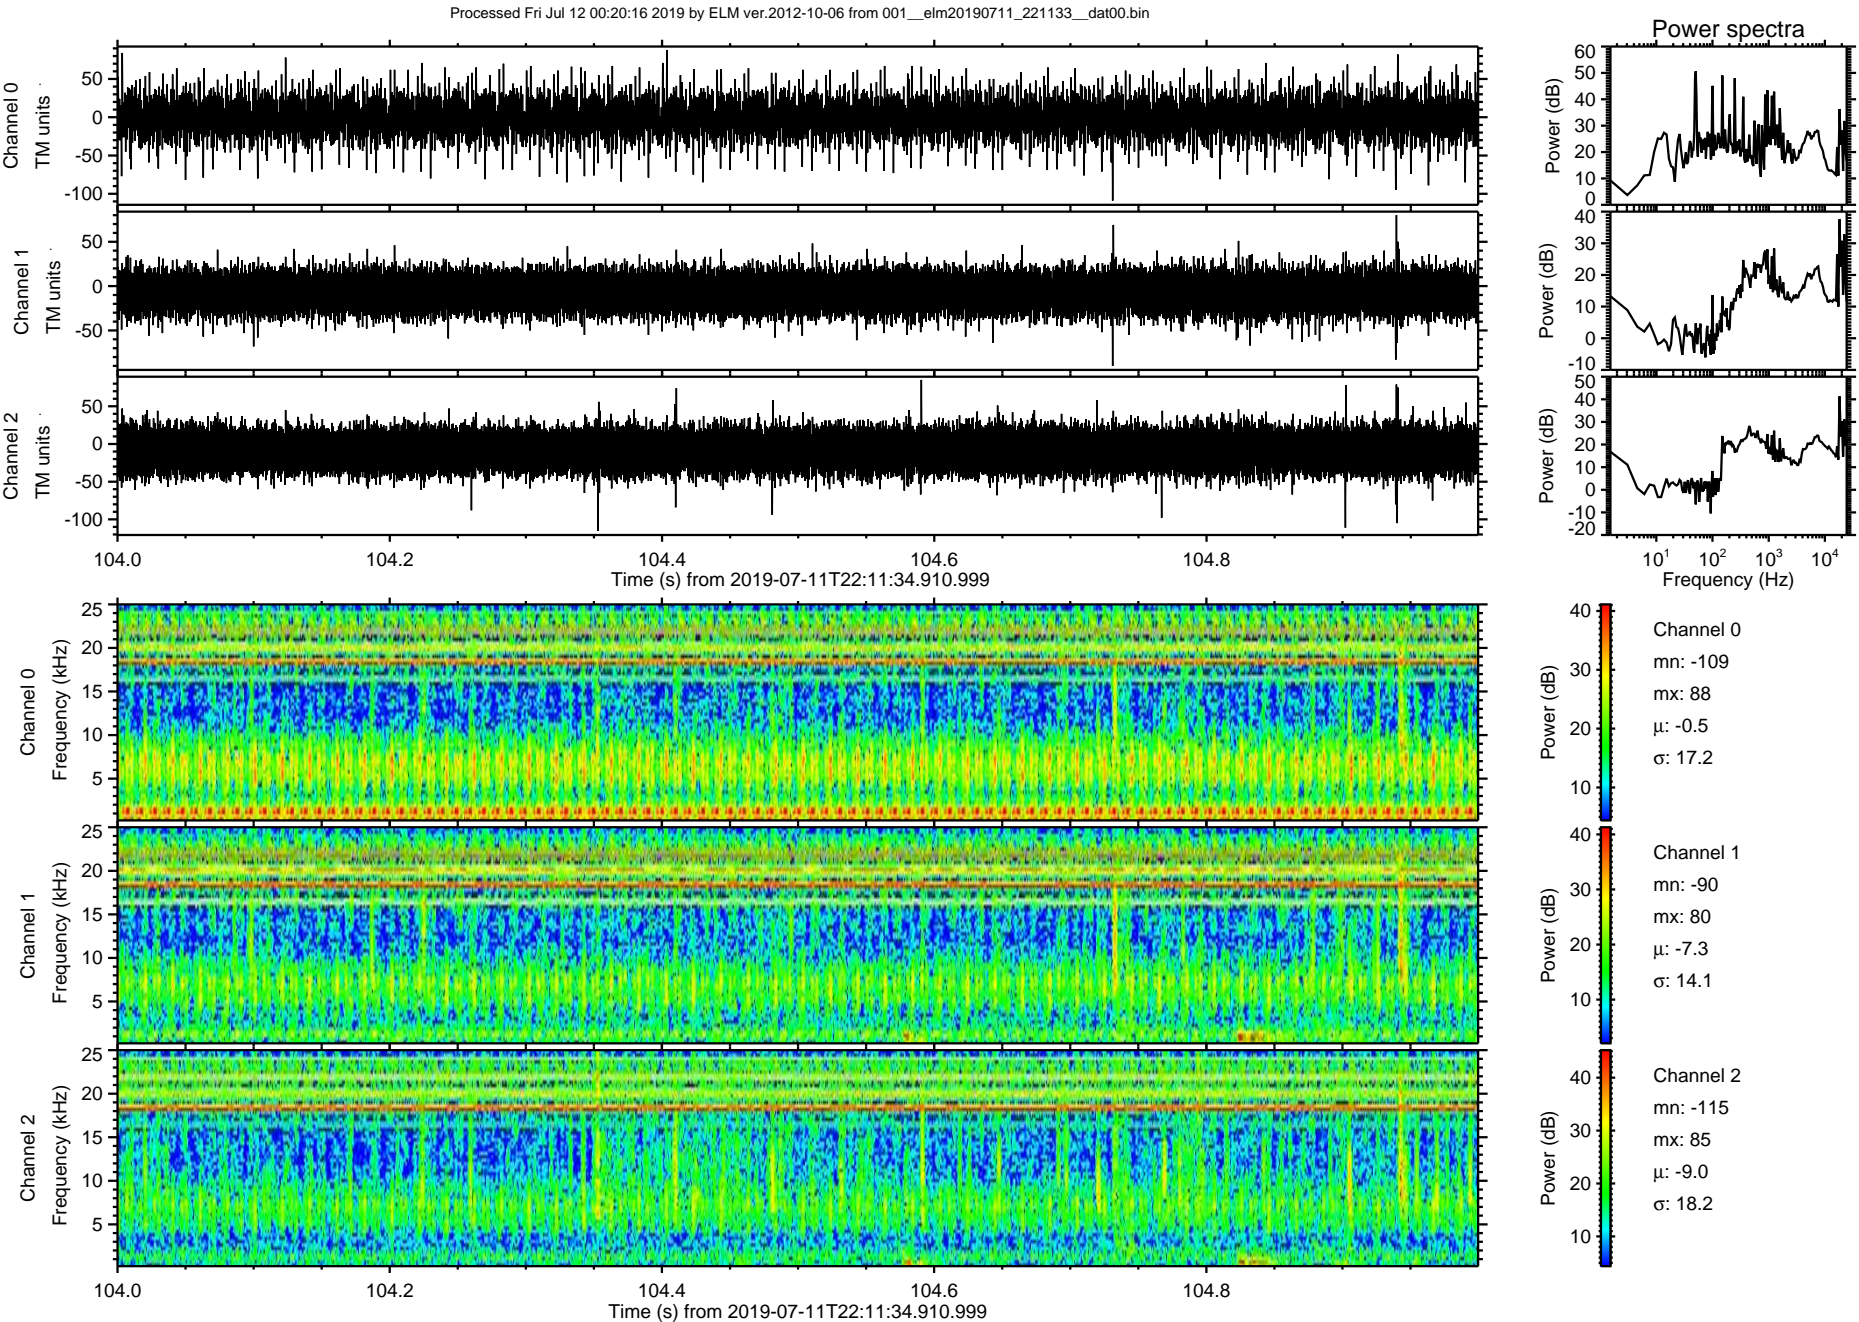 Processed Fri Jul 12 00:20:16 2019 by ELM ver.2012-10-06 from 001__elm20190711_221133__dat00.bin
Power spectra
Channel 0
TM units
50
0
-50
-100
Power (dB)
60
50
40
30
20
10
0
Channel 1
TM units
50
0
-50
Power (dB)
40
30
20
10
0
-10
Channel 2
TM units
50
0
-50
-100
Power (dB)
50
40
30
20
10
0
-10
-20
104.0 104.2 104.4 104.6 104.8
Time (s) from 2019-07-11T22:11:34.910.999
10¹ 10² 10³ 10⁴
Frequency (Hz)
Channel 0
Frequency (kHz)
25
20
15
10
5
Power (dB)
40
30
20
10
Channel 0
mn: -109
mx: 88
μ: -0.5
σ: 17.2
Channel 1
Frequency (kHz)
25
20
15
10
5
Power (dB)
40
30
20
10
Channel 1
mn: -90
mx: 80
μ: -7.3
σ: 14.1
Channel 2
Frequency (kHz)
25
20
15
10
5
Power (dB)
40
30
20
10
Channel 2
mn: -115
mx: 85
μ: -9.0
σ: 18.2
104.0 104.2 104.4 104.6 104.8
Time (s) from 2019-07-11T22:11:34.910.999